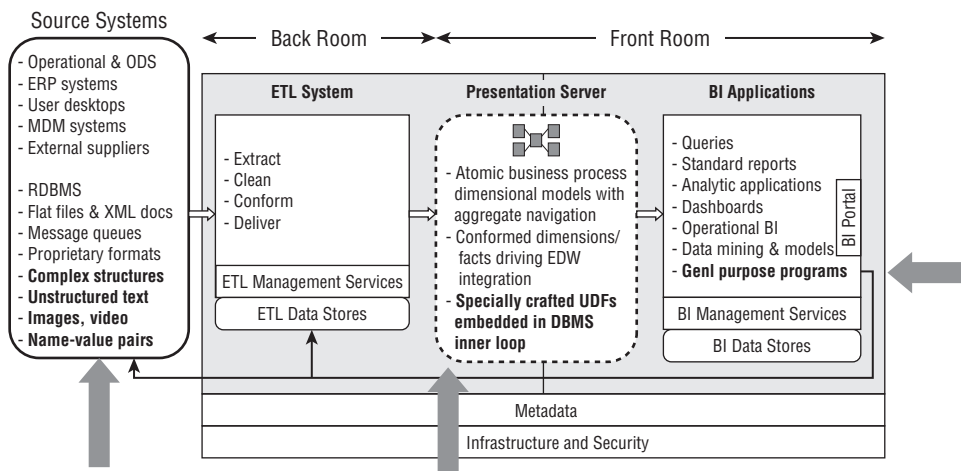 Source Systems
Back Room
Front Room
- Operational & ODS
- ERP systems
- User desktops
- MDM systems
- External suppliers
- RDBMS
- Flat files & XML docs
- Message queues
- Proprietary formats
- Complex structures
- Unstructured text
- Images, video
- Name-value pairs
ETL System
- Extract
- Clean
- Conform
- Deliver
ETL Management Services
ETL Data Stores
Presentation Server
- Atomic business process
dimensional models with
aggregate navigation
- Conformed dimensions/
facts driving EDW
integration
- Specially crafted UDFs
embedded in DBMS
inner loop
BI Applications
- Queries
- Standard reports
- Analytic applications
- Dashboards
- Operational BI
- Data mining & models
- Genl purpose programs
BI Portal
BI Management Services
BI Data Stores
Metadata
Infrastructure and Security